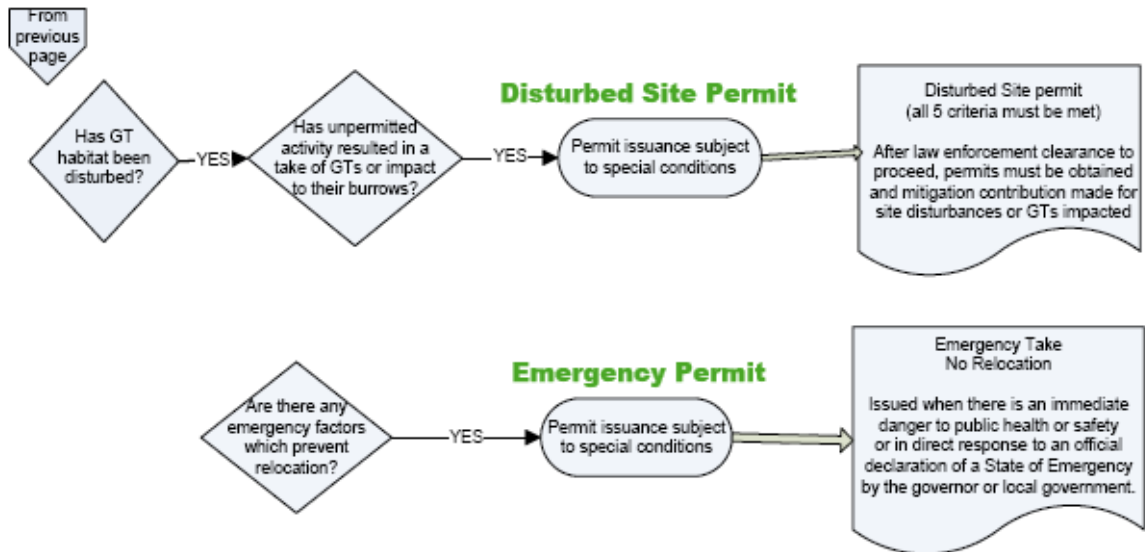 From
previous
page
Has GT
habitat been
disturbed?
YES
Has unpermitted
activity resulted in a
take of GTs or impact
to their burrows?
YES
Disturbed Site Permit
Permit issuance subject
to special conditions
Disturbed Site permit
(all 5 criteria must be met)
After law enforcement clearance to
proceed, permits must be obtained
and mitigation contribution made for
site disturbances or GTs impacted
Are there any
emergency factors
which prevent
relocation?
YES
Emergency Permit
Permit issuance subject
to special conditions
Emergency Take
No Relocation
Issued when there is an immediate
danger to public health or safety
or in direct response to an official
declaration of a State of Emergency
by the governor or local government.